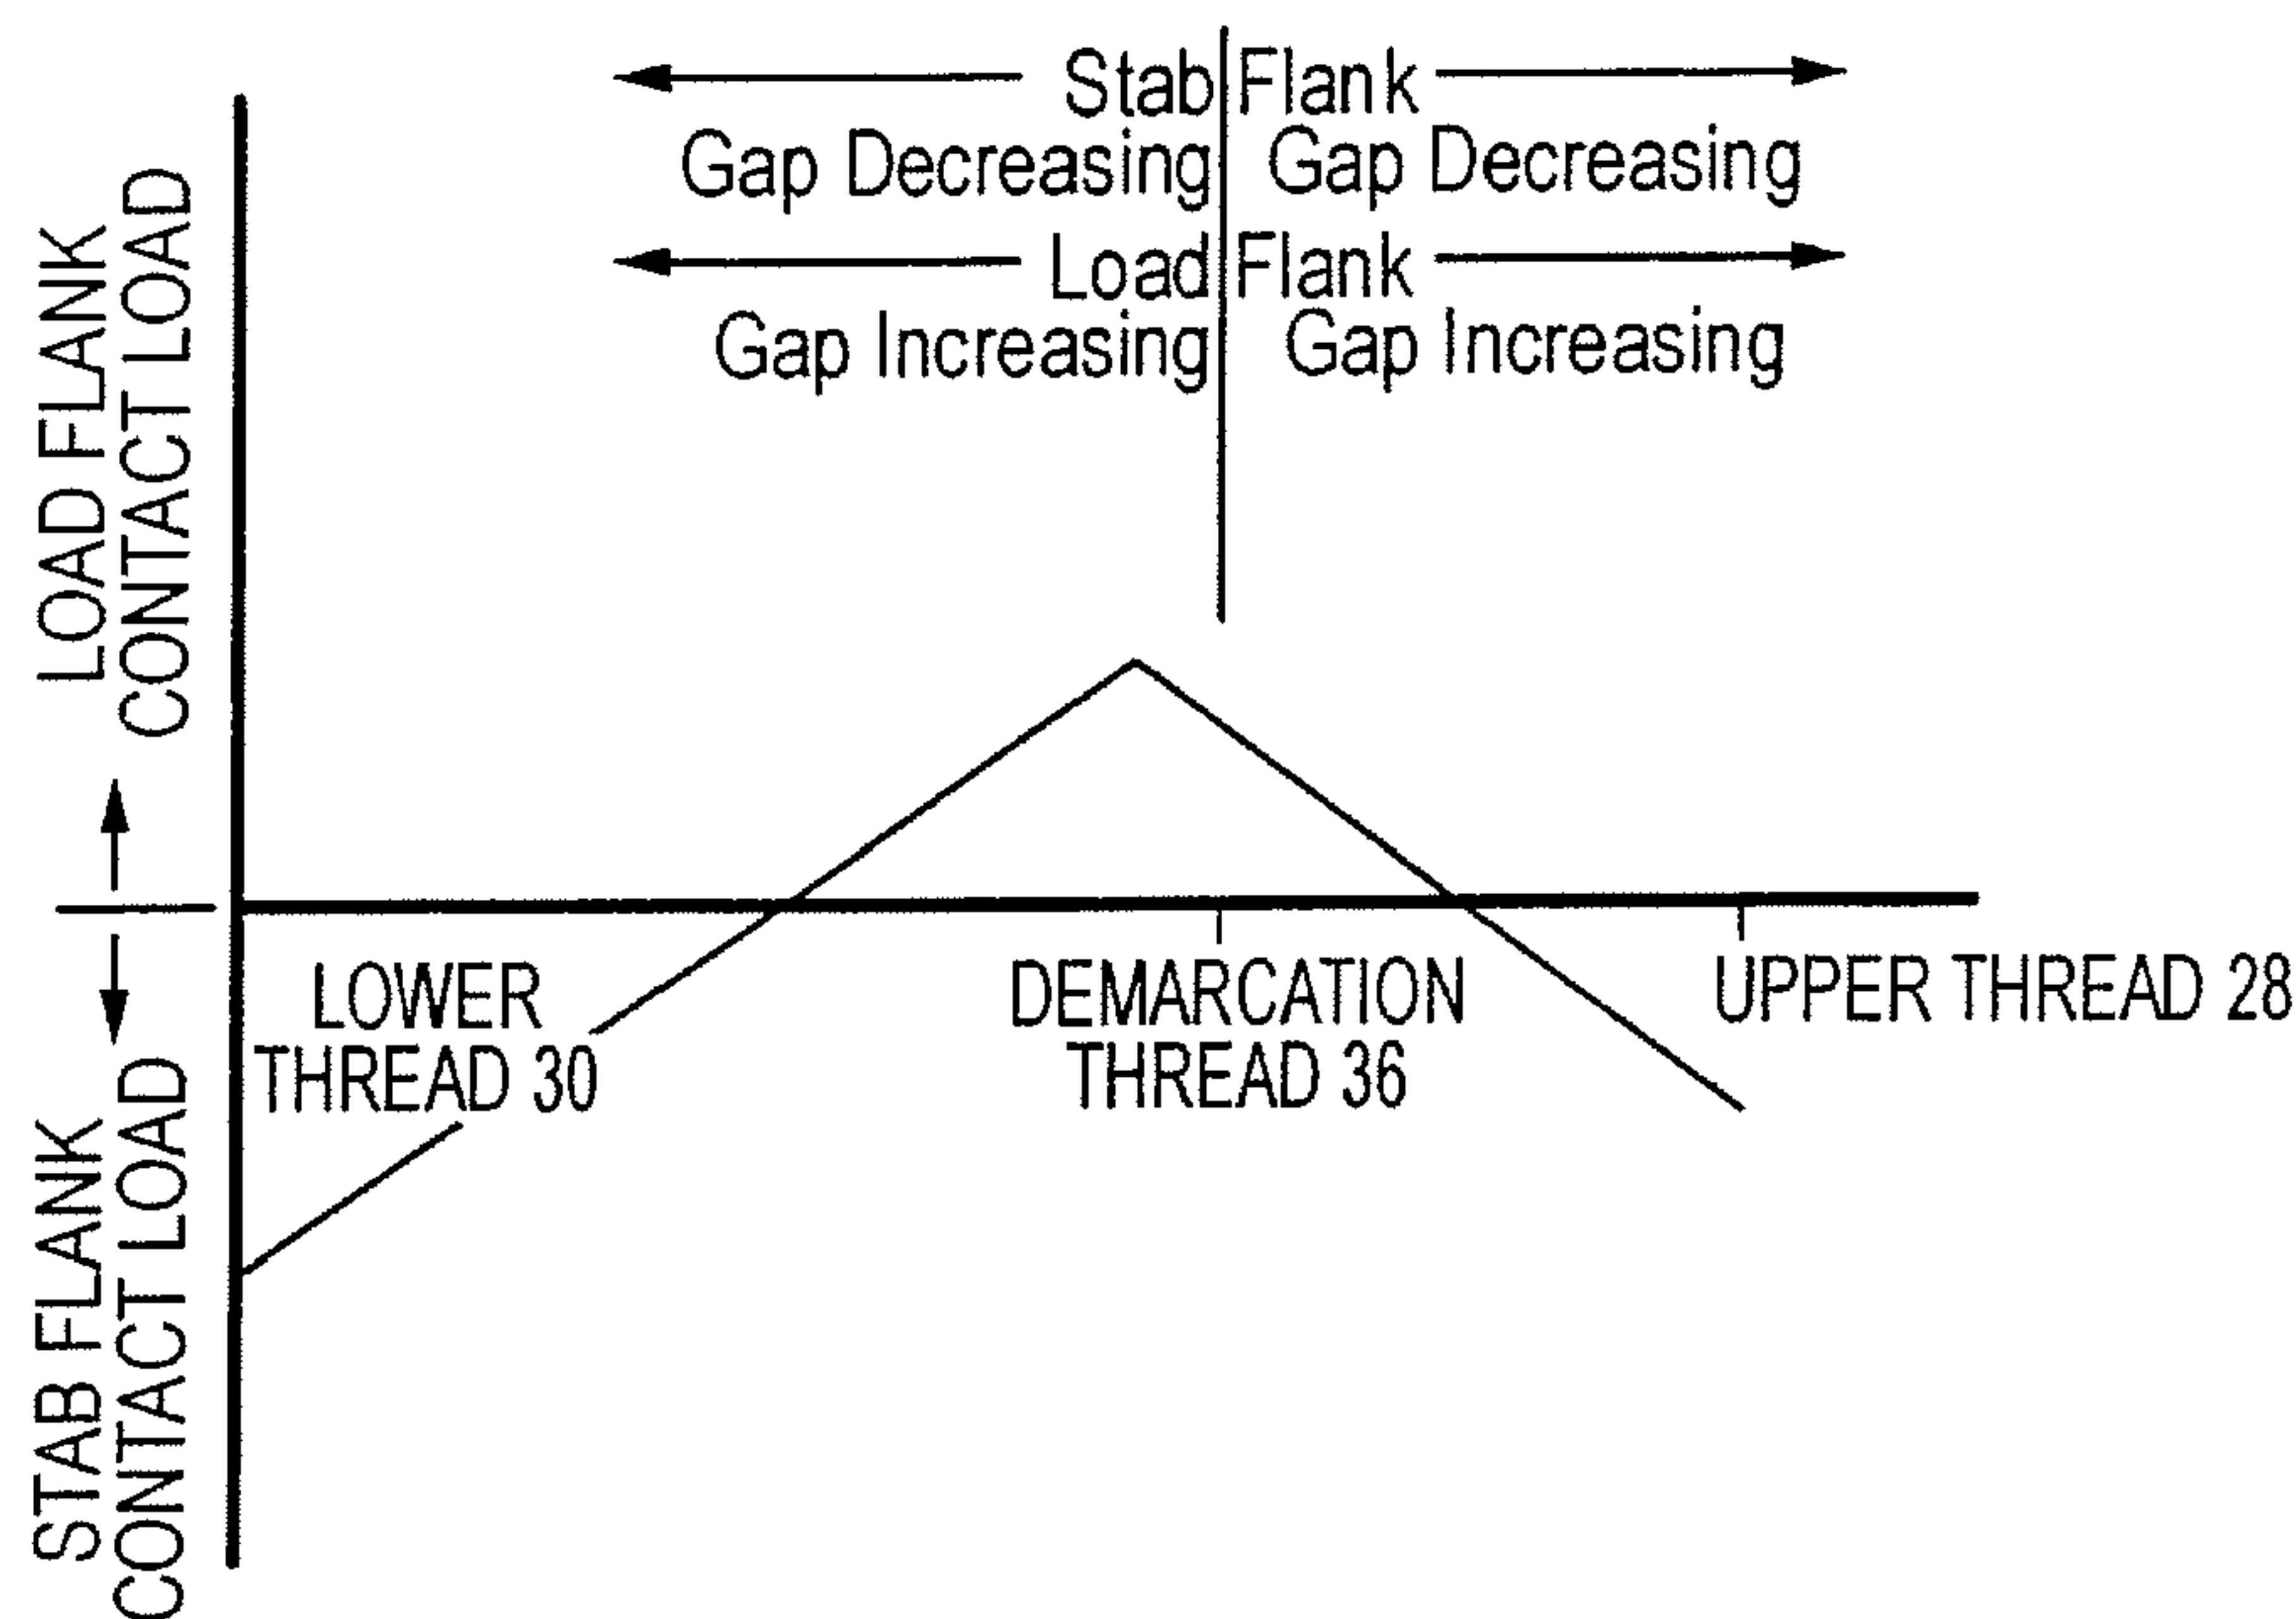 Stab Flank
Gap Decreasing Gap Decreasing
Load Flank
Gap Increasing Gap Increasing
LOAD FLANK
CONTACT LOAD
LOWER
THREAD 30
DEMARCATION
THREAD 36
UPPER THREAD 28
STAB FLANK
CONTACT LOAD